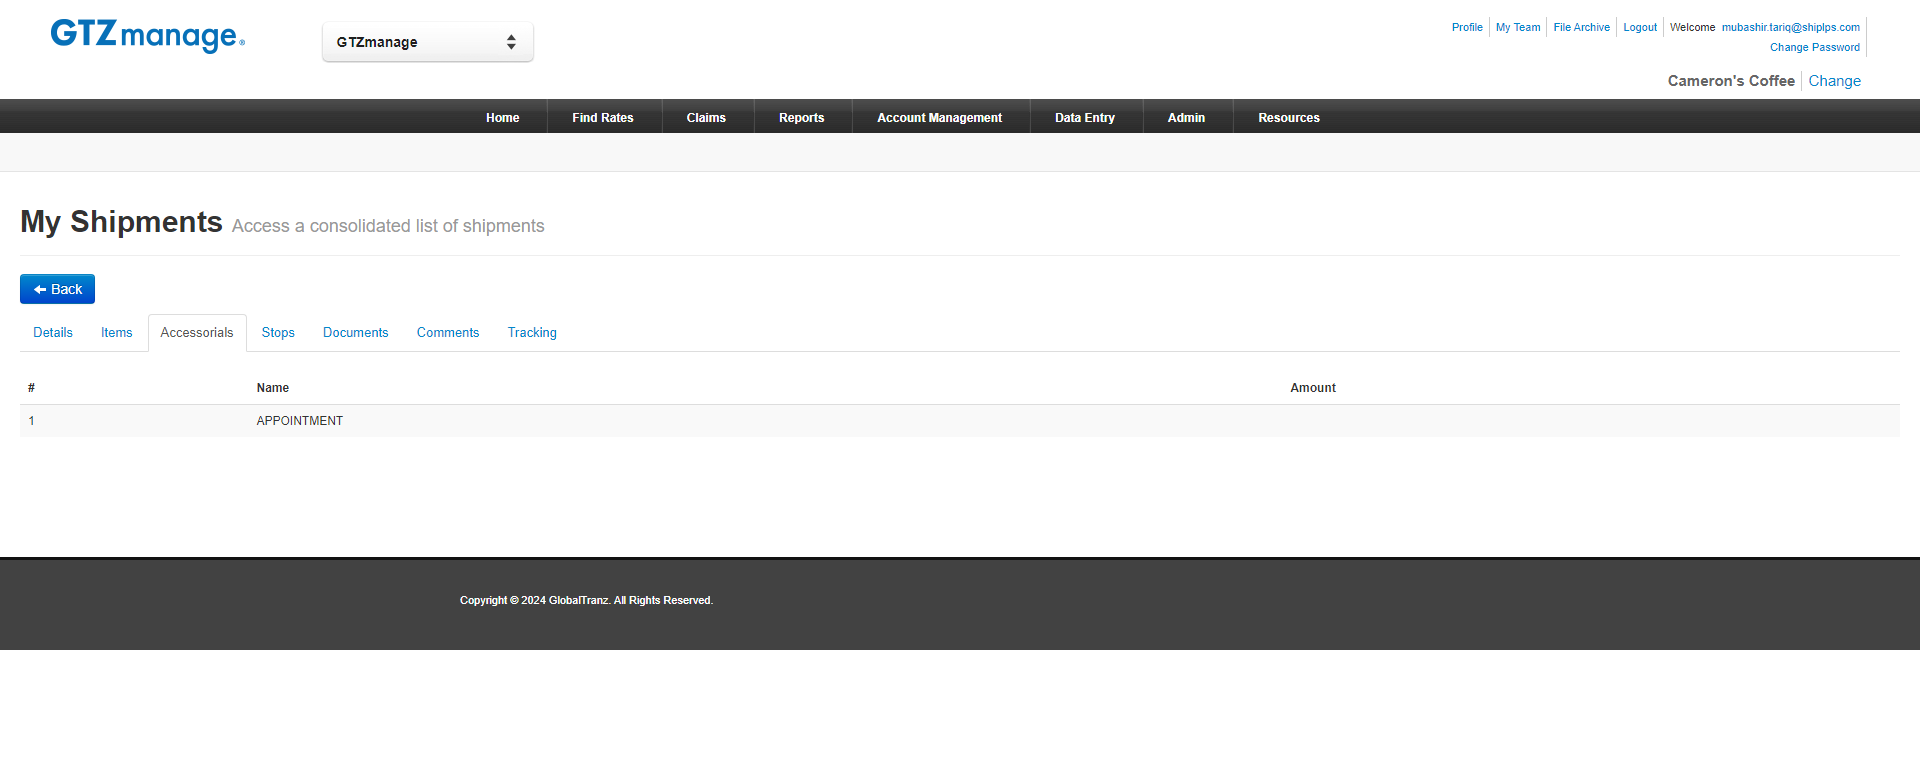 GTZmanage®
GTZmanage
Profile My Team File Archive Logout Welcome mubashir.tariq@shiplps.com
Change Password
Cameron's Coffee Change
Home Find Rates Claims Reports Account Management Data Entry Admin Resources
My Shipments Access a consolidated list of shipments
Back
Details Items Accessorials Stops Documents Comments Tracking
# Name Amount
1 APPOINTMENT
Copyright © 2024 GlobalTranz. All Rights Reserved.